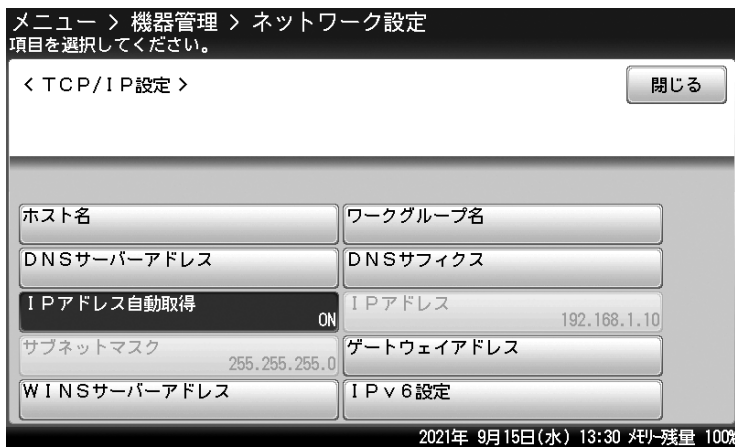 メニュー > 機器管理 > ネットワーク設定
項目を選択してください。
<TCP/IP設定>
閉じる
ホスト名
ワークグループ名
DNSサーバーアドレス
DNSサフィクス
IPアドレス自動取得
ON
IPアドレス
192.168.1.10
サブネットマスク
255.255.255.0
ゲートウェイアドレス
WINSサーバーアドレス
IPv6設定
2021年 9月15日(水) 13:30 メモリー残量 100%